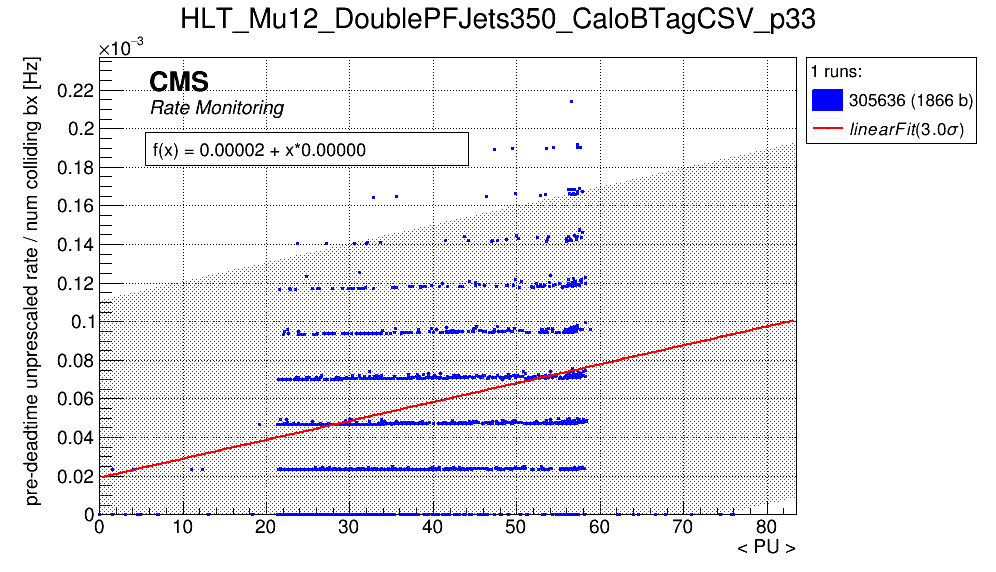 HLT_Mu12_DoublePFJets350_CaloBTagCSV_p33
×10⁻³
pre-deadtime unprescaled rate / num colliding bx [Hz]
CMS
Rate Monitoring
f(x) = 0.00002 + x*0.00000
1 runs:
305636 (1866 b)
linearFit(3.0σ)
0.22
0.2
0.18
0.16
0.14
0.12
0.1
0.08
0.06
0.04
0.02
0
0 10 20 30 40 50 60 70 80
< PU >